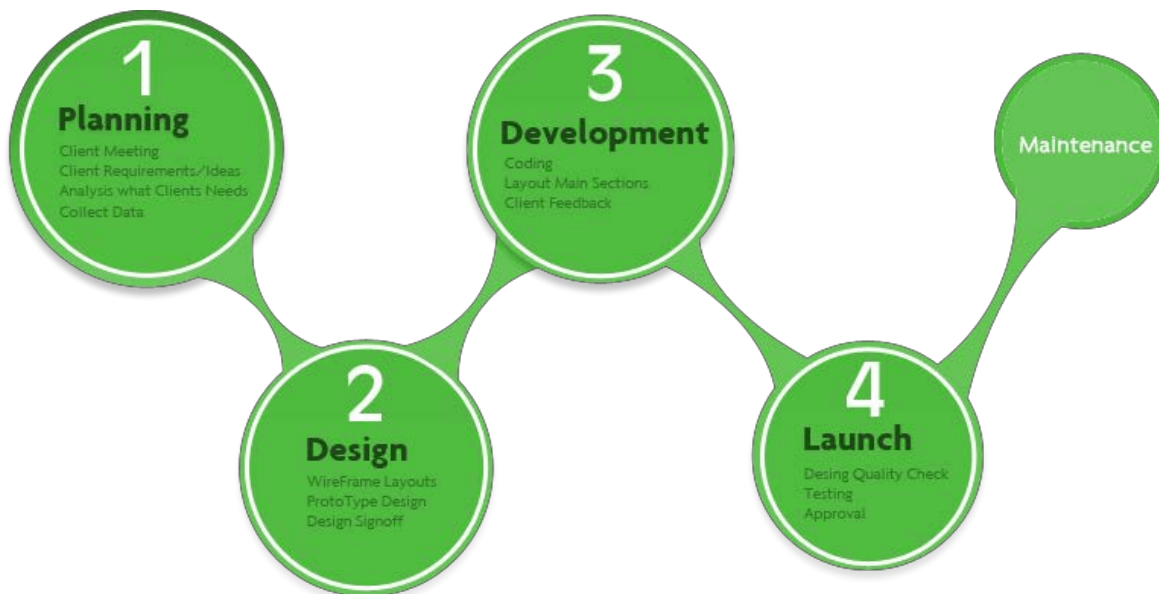 1
Planning
Client Meeting
Client Requirements/Ideas
Analysis what Clients Needs
Collect Data
2
Design
WireFrame Layouts
ProtoType Design
Design Signoff
3
Development
Coding
Layout Main Sections
Client Feedback
4
Launch
Desing Quality Check
Testing
Approval
Maintenance